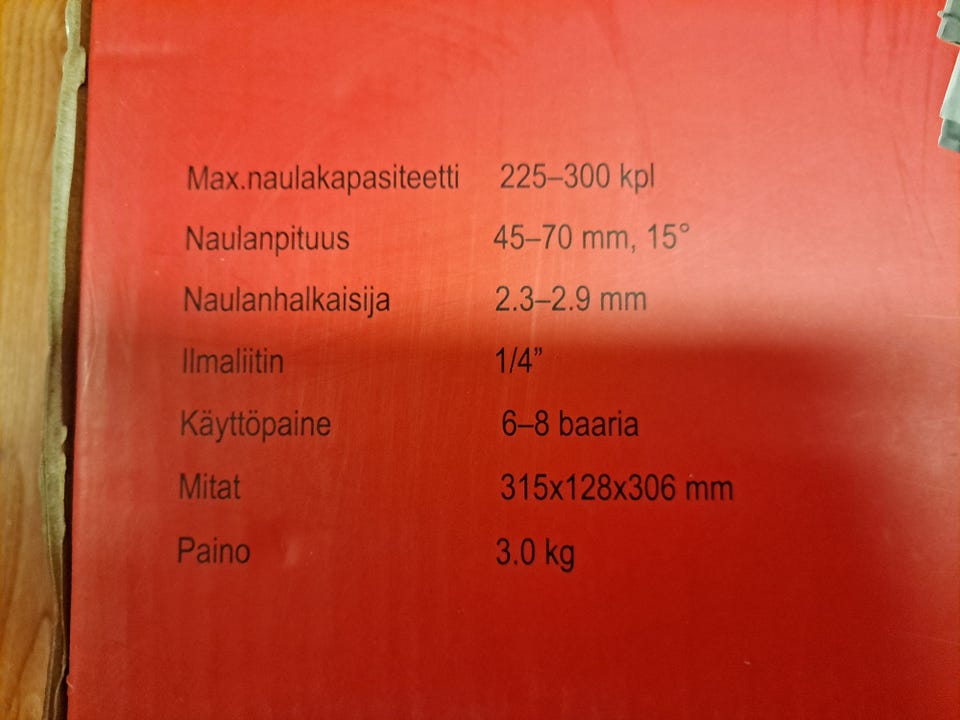 Max.naulakapasiteetti 225–300 kpl
Naulanpituus 45–70 mm, 15°
Naulanhalkaisija 2.3–2.9 mm
Ilmaliitin 1/4”
Käyttöpaine 6–8 baaria
Mitat 315x128x306 mm
Paino 3.0 kg